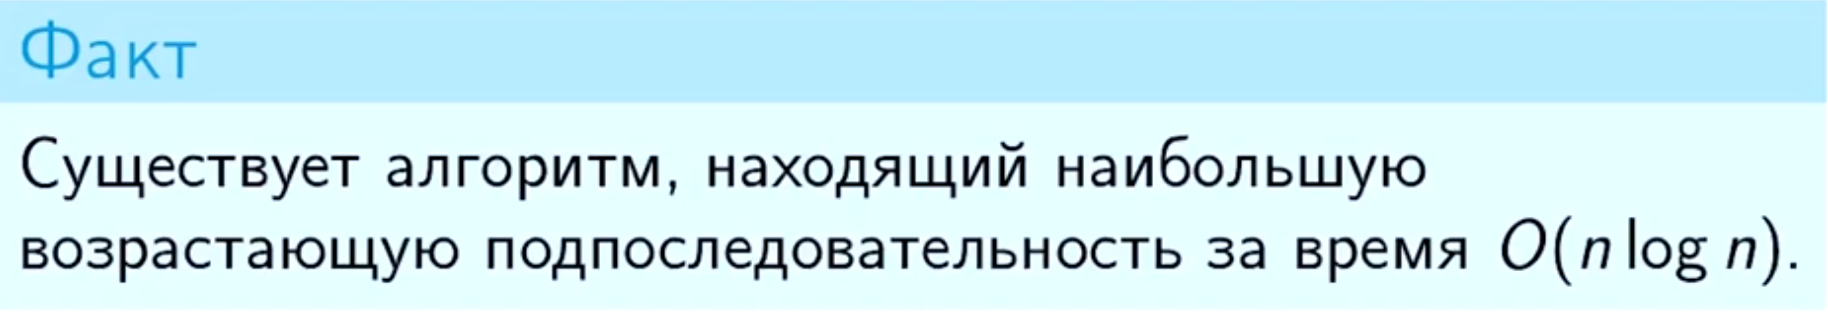 Факт
Существует алгоритм, находящий наибольшую
возрастающую подпоследовательность за время O(n log n).